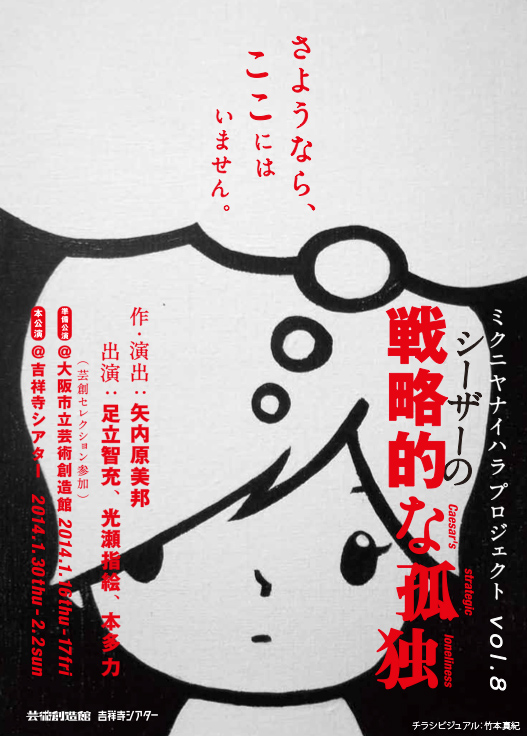 さようなら、
ここには
いません。
ミクニヤナイハラ プロジェクト vol.8
シーザーの
戦略的な孤独
Caesar's
strategic
loneliness
作・演出：矢内原美邦
出演：足立智充、光瀬指絵、本多 力
（芸創セレクション参加）
準備公演 @大阪市立芸術創造館 2014.1.16thu - 17fri
本公演 @吉祥寺シアター 2014.1.30thu - 2.2sun
芸術創造館 吉祥寺シアター
チラシビジュアル：竹本真紀